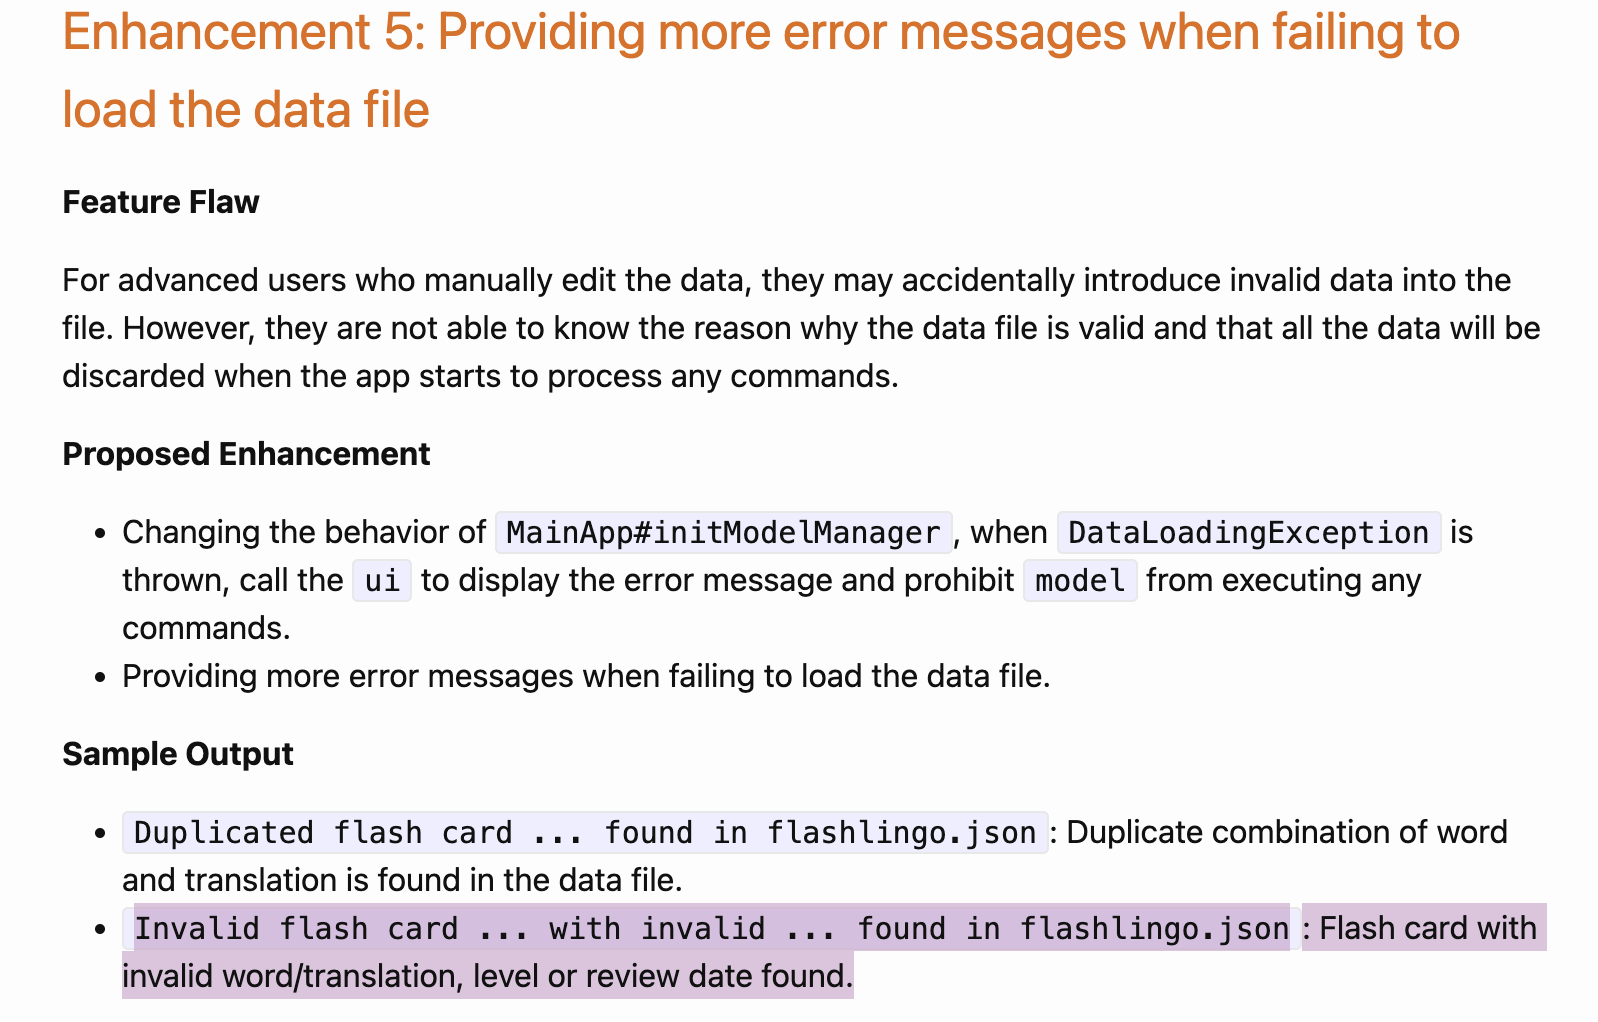 Enhancement 5: Providing more error messages when failing to
load the data file
Feature Flaw
For advanced users who manually edit the data, they may accidentally introduce invalid data into the
file. However, they are not able to know the reason why the data file is valid and that all the data will be
discarded when the app starts to process any commands.
Proposed Enhancement
• Changing the behavior of MainApp#initModelManager, when DataLoadingException is
thrown, call the ui to display the error message and prohibit model from executing any
commands.
• Providing more error messages when failing to load the data file.
Sample Output
• Duplicated flash card ... found in flashlingo.json: Duplicate combination of word
and translation is found in the data file.
• Invalid flash card ... with invalid ... found in flashlingo.json: Flash card with
invalid word/translation, level or review date found.